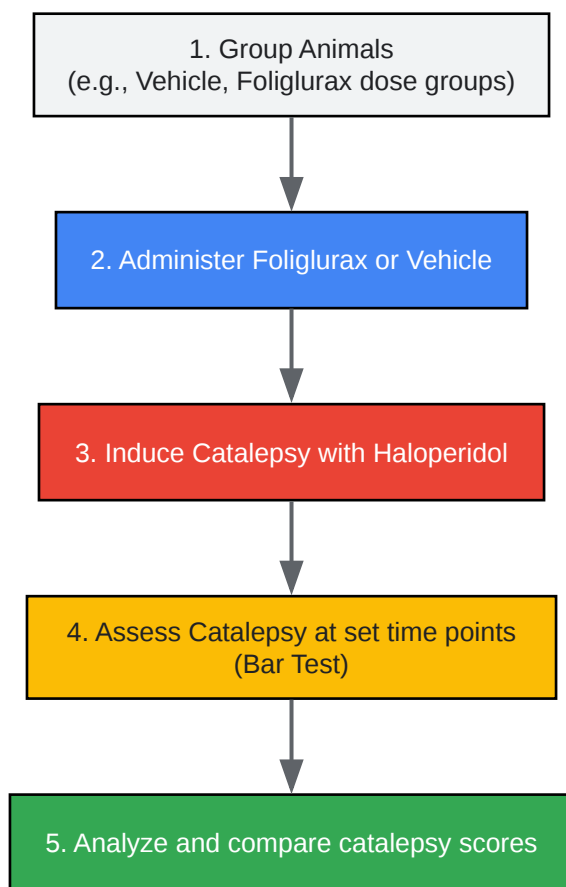 1. Group Animals
(e.g., Vehicle, Foliglurax dose groups)
2. Administer Foliglurax or Vehicle
3. Induce Catalepsy with Haloperidol
4. Assess Catalepsy at set time points
(Bar Test)
5. Analyze and compare catalepsy scores